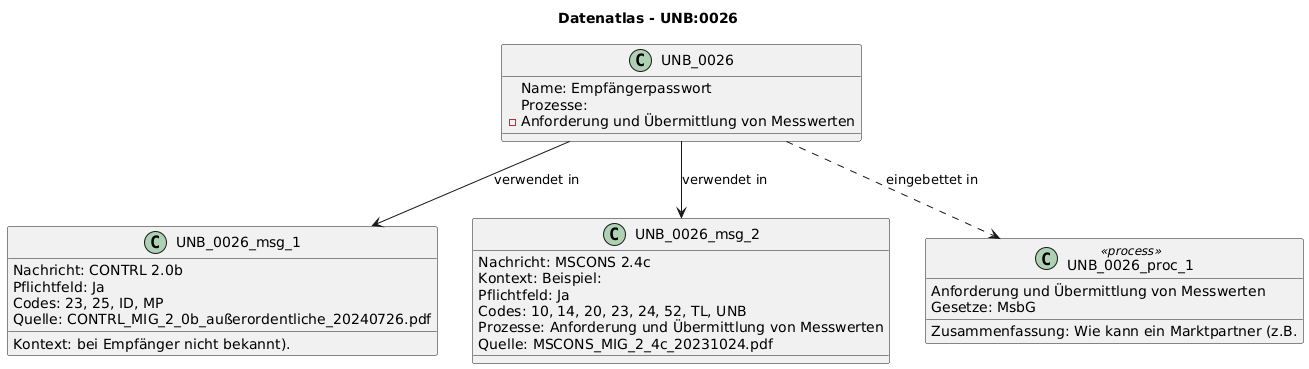 Datenatlas - UNB:0026
C UNB_0026
Name: Empfängerpasswort
Prozesse:
Anforderung und Übermittlung von Messwerten
verwendet in
verwendet in
eingebettet in
C UNB_0026_msg_1
Nachricht: CONTRL 2.0b
Pflichtfeld: Ja
Codes: 23, 25, ID, MP
Quelle: CONTRL_MIG_2_0b_außerordentliche_20240726.pdf
Kontext: bei Empfänger nicht bekannt).
C UNB_0026_msg_2
Nachricht: MSCONS 2.4c
Kontext: Beispiel:
Pflichtfeld: Ja
Codes: 10, 14, 20, 23, 24, 52, TL, UNB
Prozesse: Anforderung und Übermittlung von Messwerten
Quelle: MSCONS_MIG_2_4c_20231024.pdf
«process»
C UNB_0026_proc_1
Anforderung und Übermittlung von Messwerten
Gesetze: MsbG
Zusammenfassung: Wie kann ein Marktpartner (z.B.